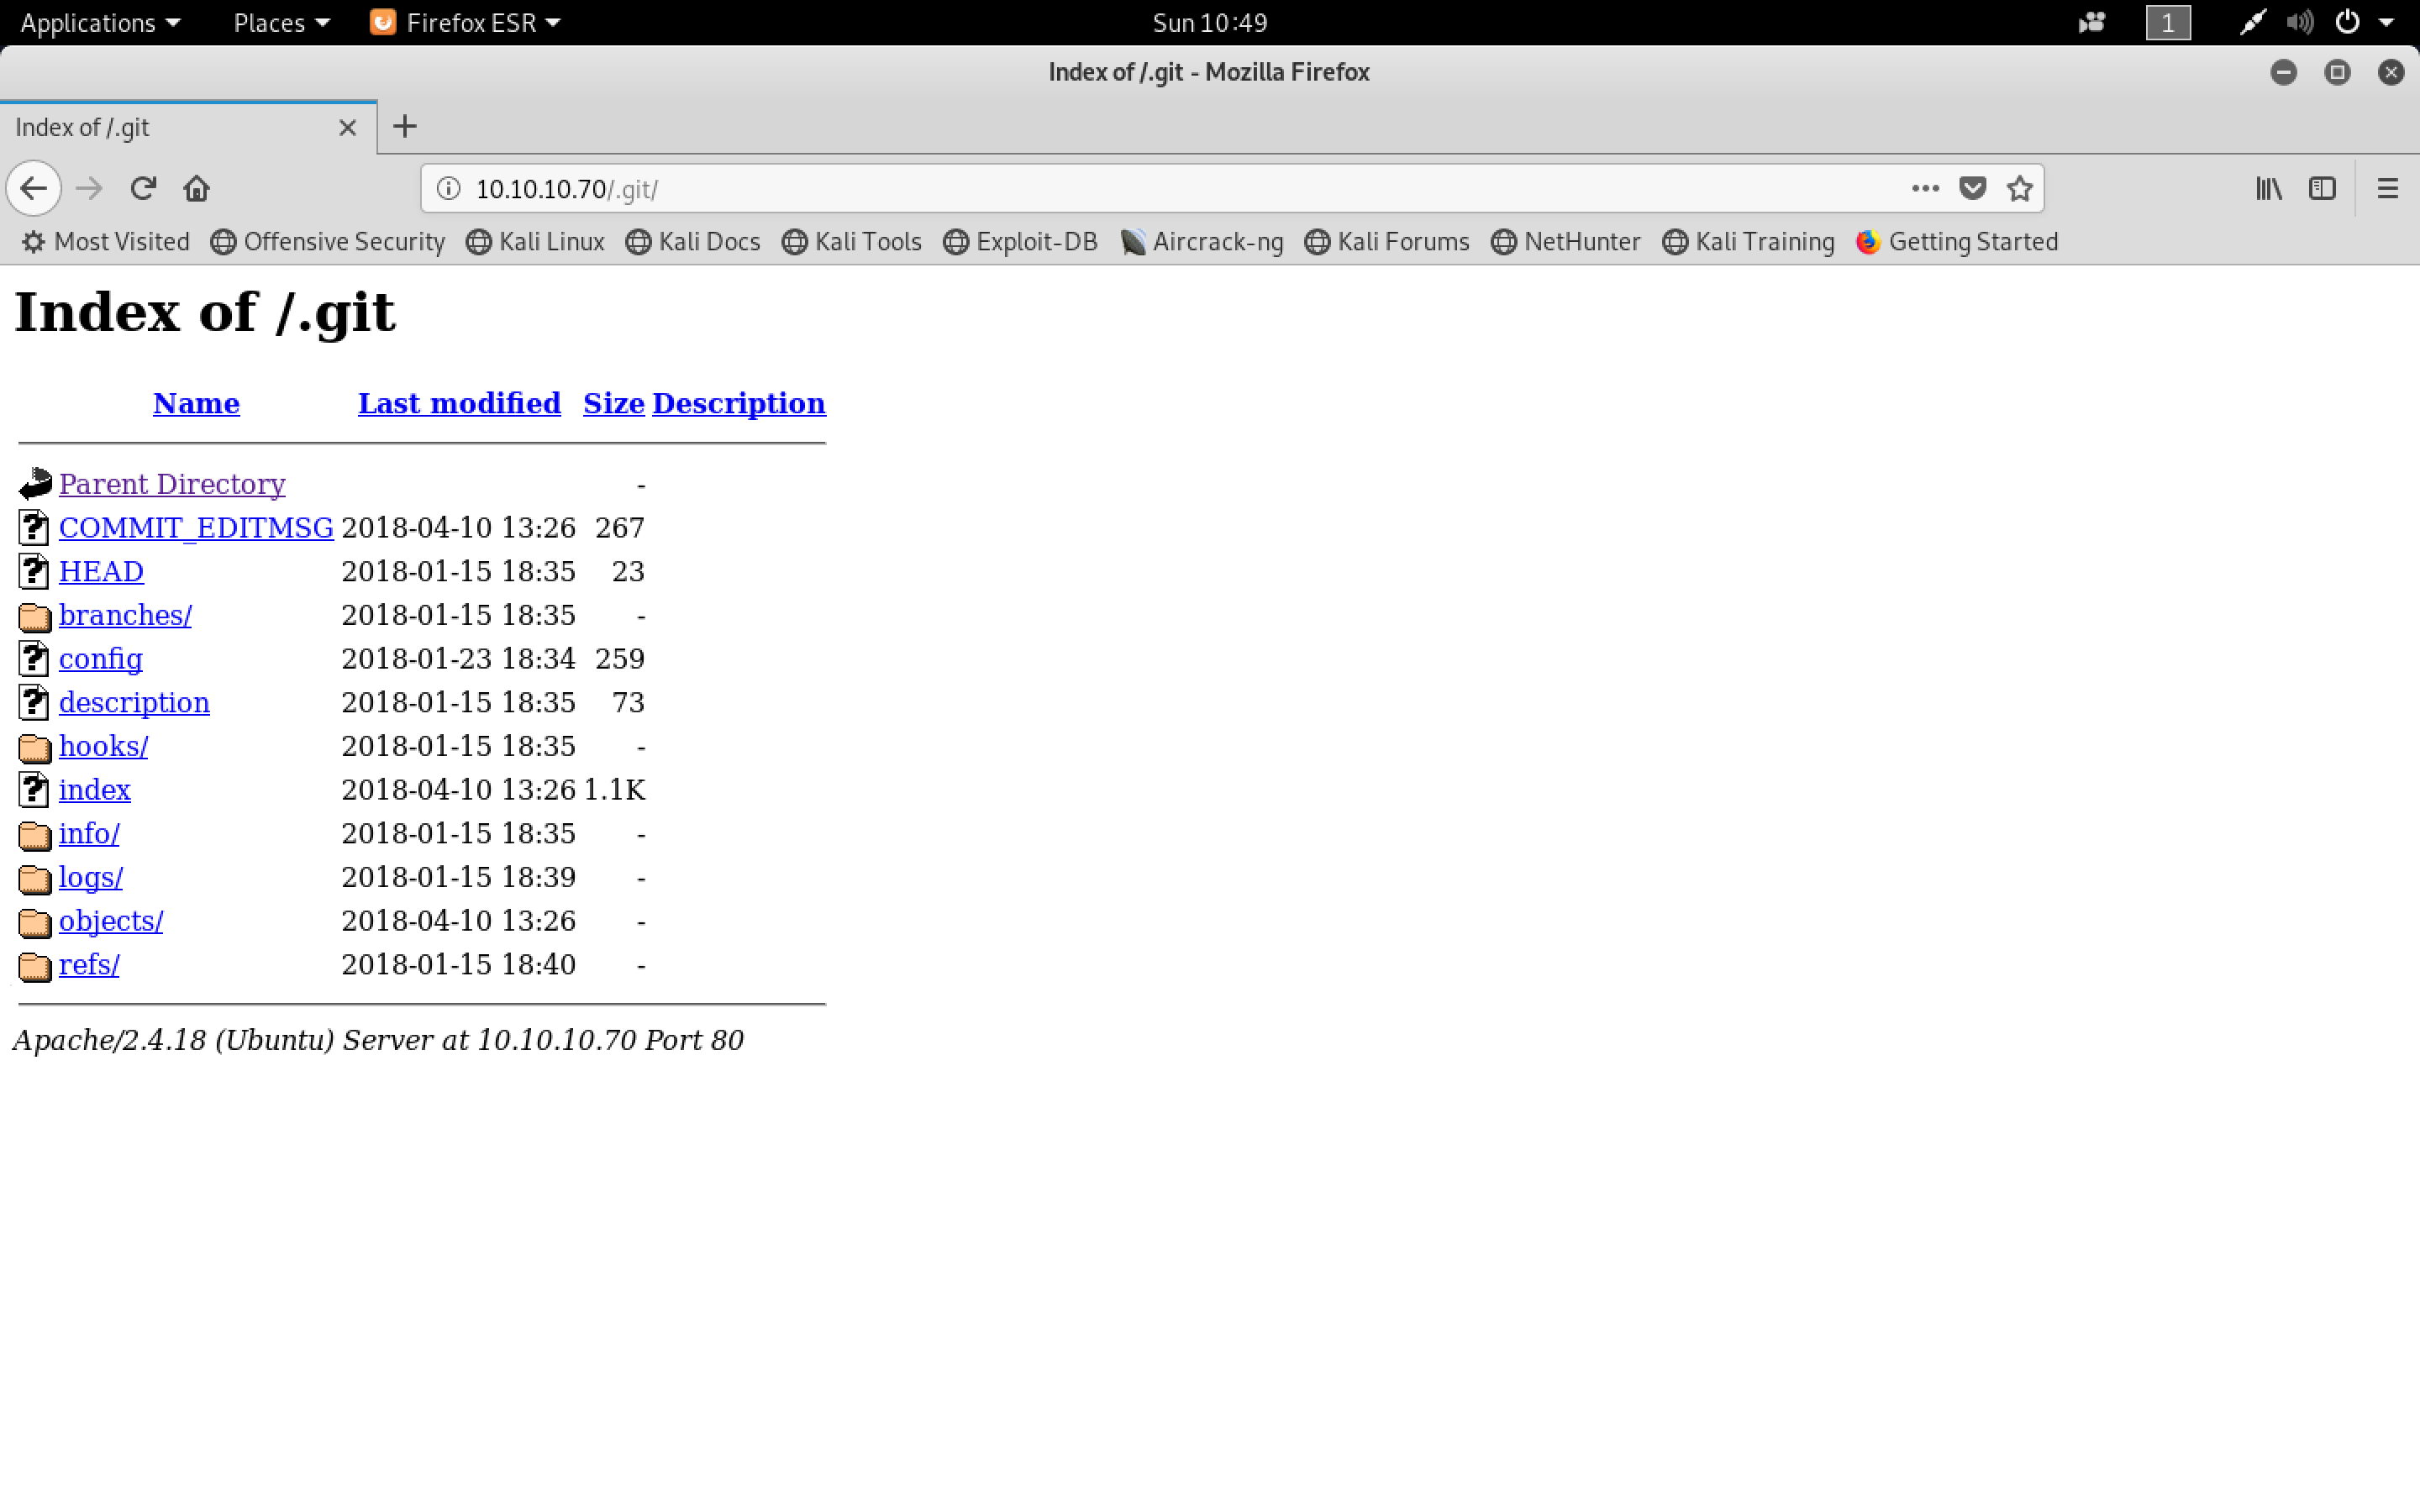 Applications Places Firefox ESR Sun 10:49 1
Index of /.git - Mozilla Firefox
Index of /.git
10.10.10.70/.git/
Most Visited Offensive Security Kali Linux Kali Docs Kali Tools Exploit-DB Aircrack-ng Kali Forums NetHunter Kali Training Getting Started
Index of /.git
Name Last modified Size Description
Parent Directory -
COMMIT_EDITMSG 2018-04-10 13:26 267
HEAD 2018-01-15 18:35 23
branches/ 2018-01-15 18:35 -
config 2018-01-23 18:34 259
description 2018-01-15 18:35 73
hooks/ 2018-01-15 18:35 -
index 2018-04-10 13:26 1.1K
info/ 2018-01-15 18:35 -
logs/ 2018-01-15 18:39 -
objects/ 2018-04-10 13:26 -
refs/ 2018-01-15 18:40 -
Apache/2.4.18 (Ubuntu) Server at 10.10.10.70 Port 80